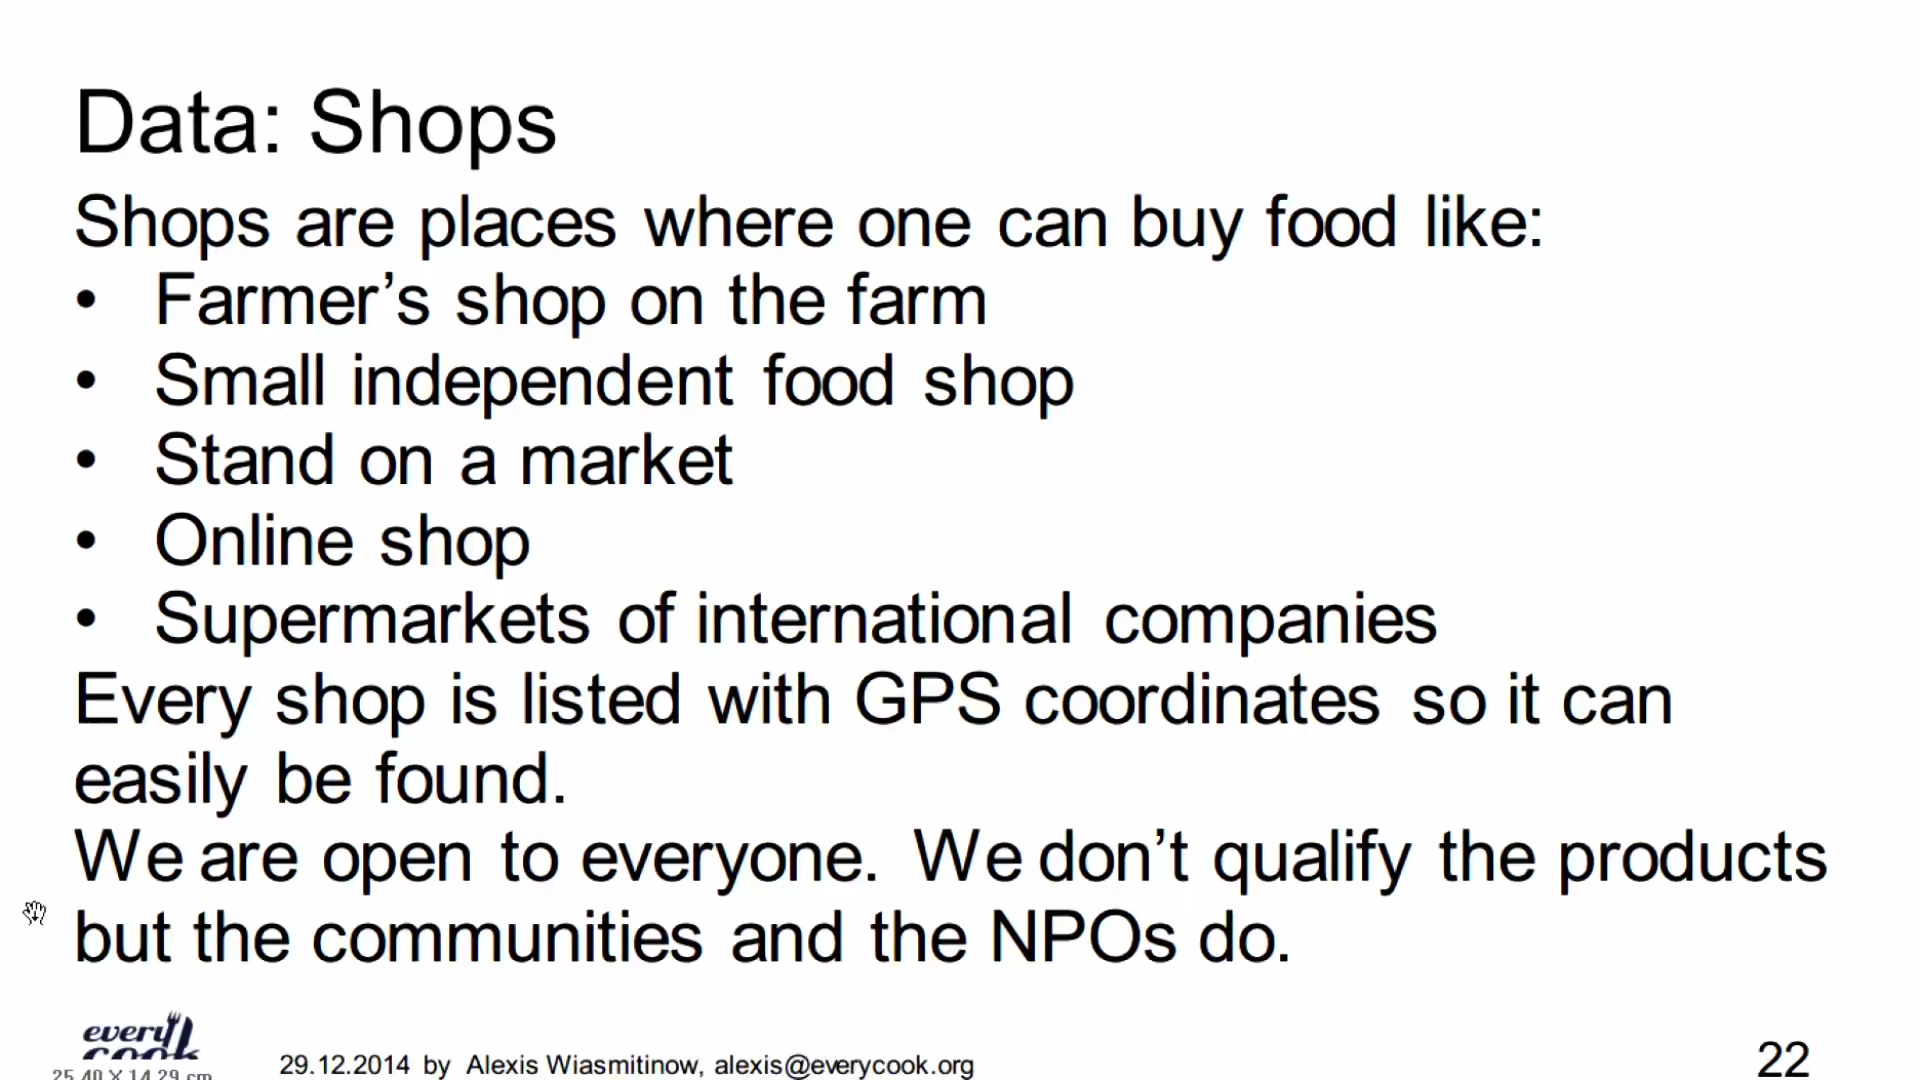 Data: Shops
Shops are places where one can buy food like:
• Farmer’s shop on the farm
• Small independent food shop
• Stand on a market
• Online shop
• Supermarkets of international companies
Every shop is listed with GPS coordinates so it can
easily be found.
We are open to everyone. We don’t qualify the products
but the communities and the NPOs do.
every
cook
29.12.2014 by Alexis Wiasmitinow, alexis@everycook.org
22
25,40 X 14,29 cm